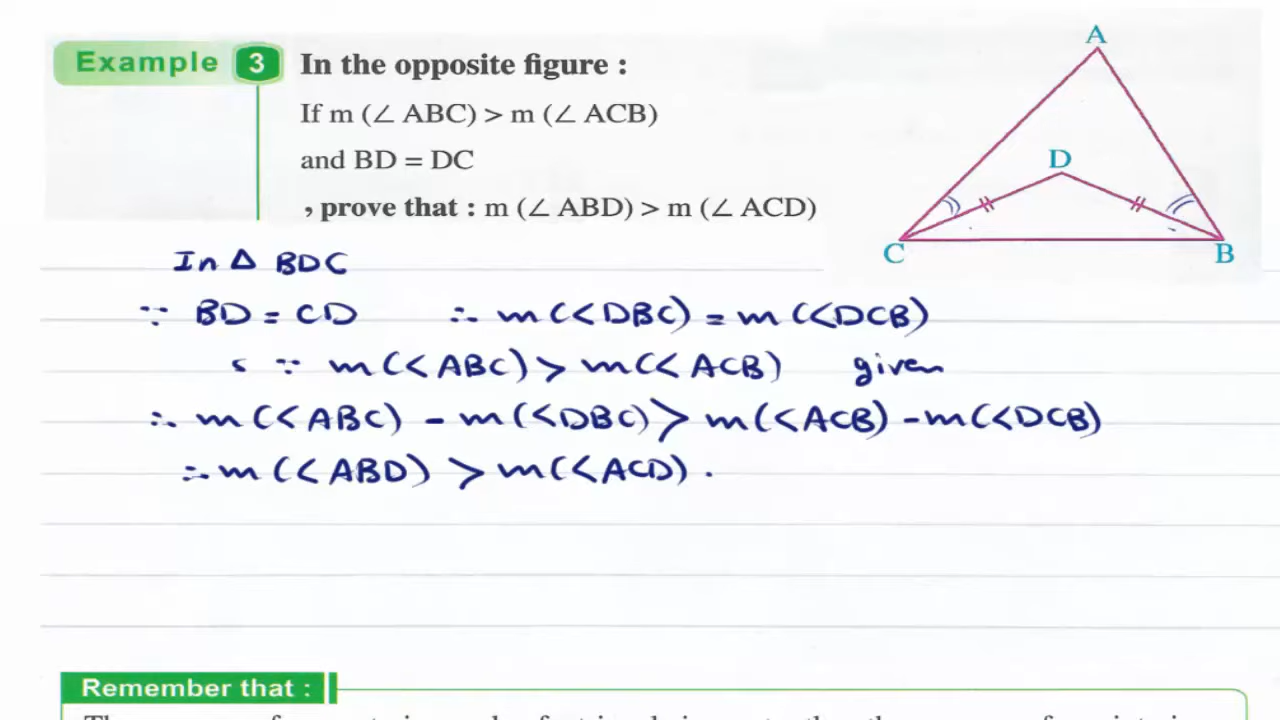 Example 3 In the opposite figure :
If m (∠ ABC) > m (∠ ACB)
and BD = DC
, prove that : m (∠ ABD) > m (∠ ACD)
A
D
C
B
In Δ BDC
∵ BD = CD ∴ m(<DBC) = m(<DCB)
, ∵ m(<ABC) > m(<ACB) given
∴ m(<ABC) - m(<DBC) > m(<ACB) - m(<DCB)
∴ m(<ABD) > m(<ACD).
Remember that :